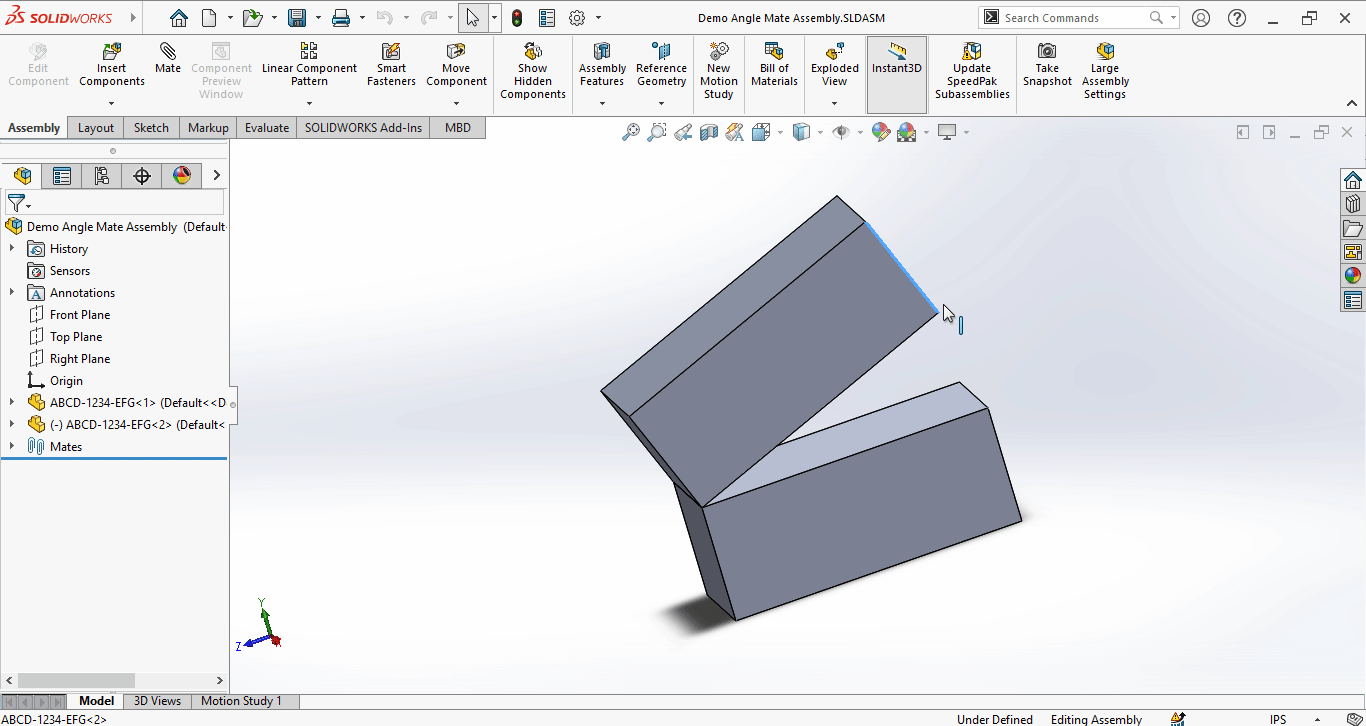 SOLIDWORKS
Demo Angle Mate Assembly.SLDASM
Search Commands
Edit
Component
Insert
Components
Mate
Component
Preview
Window
Linear Component
Pattern
Smart
Fasteners
Move
Component
Show
Hidden
Components
Assembly
Features
Reference
Geometry
New
Motion
Study
Bill of
Materials
Exploded
View
Instant3D
Update
SpeedPak
Subassemblies
Take
Snapshot
Large
Assembly
Settings
Assembly
Layout
Sketch
Markup
Evaluate
SOLIDWORKS Add-Ins
MBD
Demo Angle Mate Assembly (Default
History
Sensors
Annotations
Front Plane
Top Plane
Right Plane
Origin
ABCD-1234-EFG<1> (Default<<D
(-) ABCD-1234-EFG<2> (Default<
Mates
Y
Z
X
Model
3D Views
Motion Study 1
ABCD-1234-EFG<2>
Under Defined
Editing Assembly
IPS